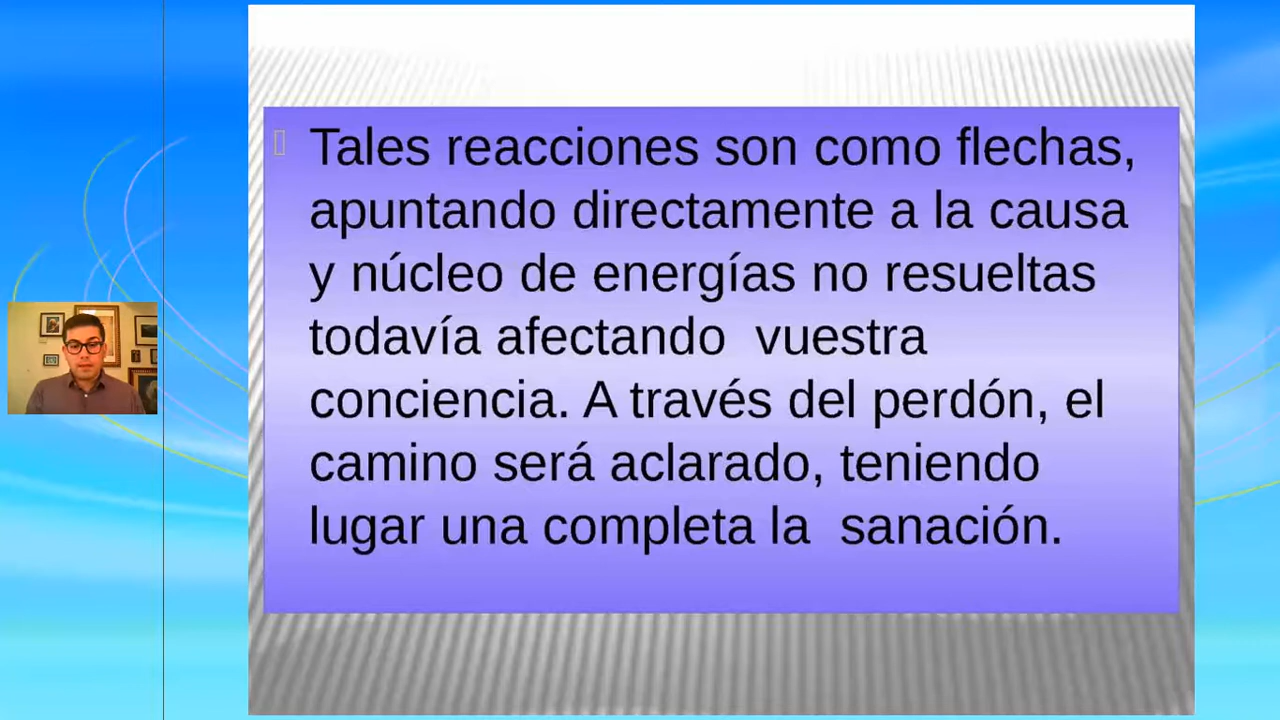 Tales reacciones son como flechas,
apuntando directamente a la causa
y núcleo de energías no resueltas
todavía afectando  vuestra
conciencia. A través del perdón, el
camino será aclarado, teniendo
lugar una completa la  sanación.